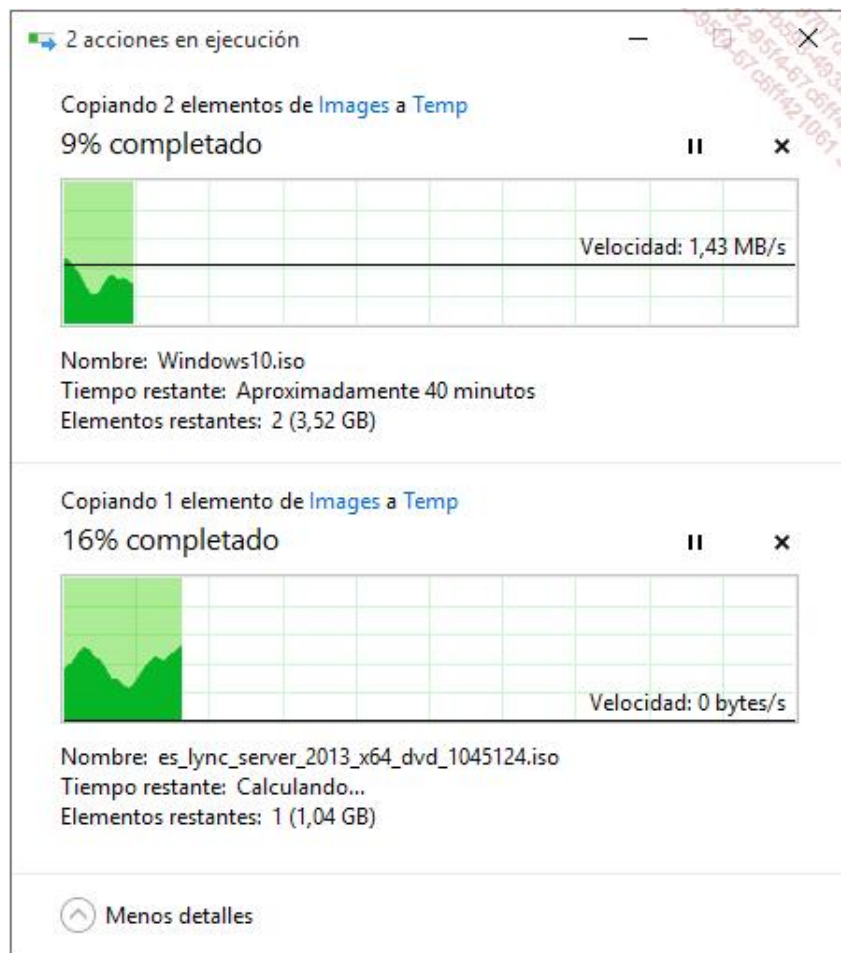 2 acciones en ejecución
Copiando 2 elementos de Images a Temp
9% completado
Velocidad: 1,43 MB/s
Nombre: Windows10.iso
Tiempo restante: Aproximadamente 40 minutos
Elementos restantes: 2 (3,52 GB)
Copiando 1 elemento de Images a Temp
16% completado
Velocidad: 0 bytes/s
Nombre: es_lync_server_2013_x64_dvd_1045124.iso
Tiempo restante: Calculando...
Elementos restantes: 1 (1,04 GB)
Menos detalles